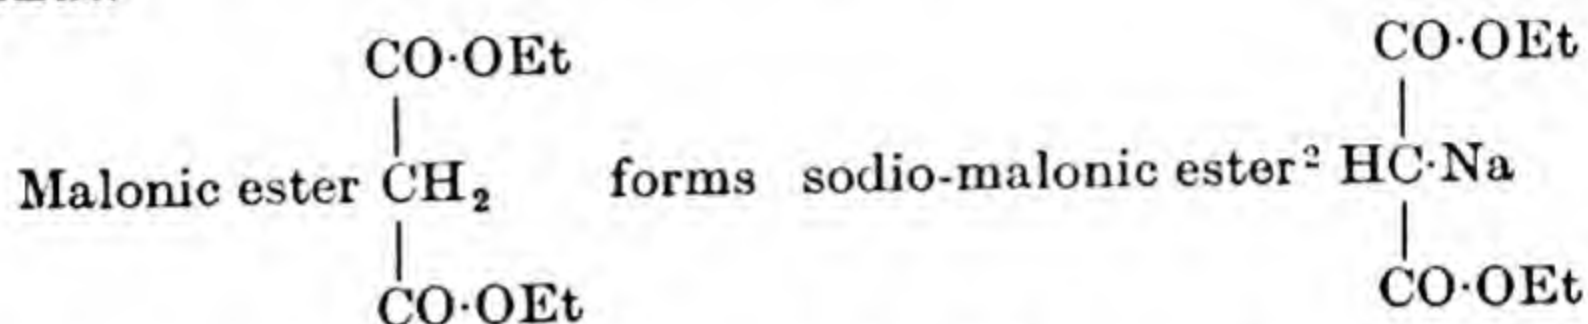 CO·OEt CO·OEt
| |
Malonic ester CH₂ forms sodio-malonic ester² HC·Na
| |
CO·OEt CO·OEt